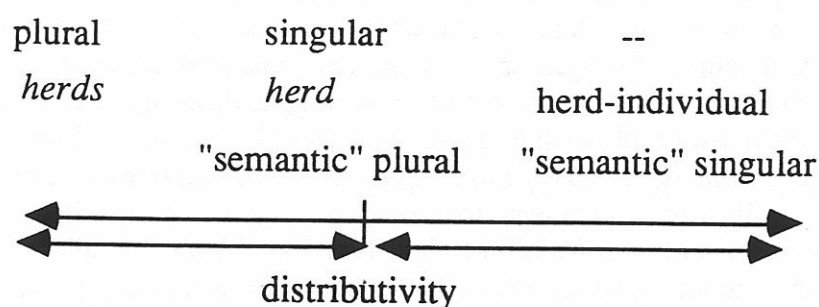 plural singular --
herds herd herd-individual
"semantic" plural "semantic" singular
distributivity